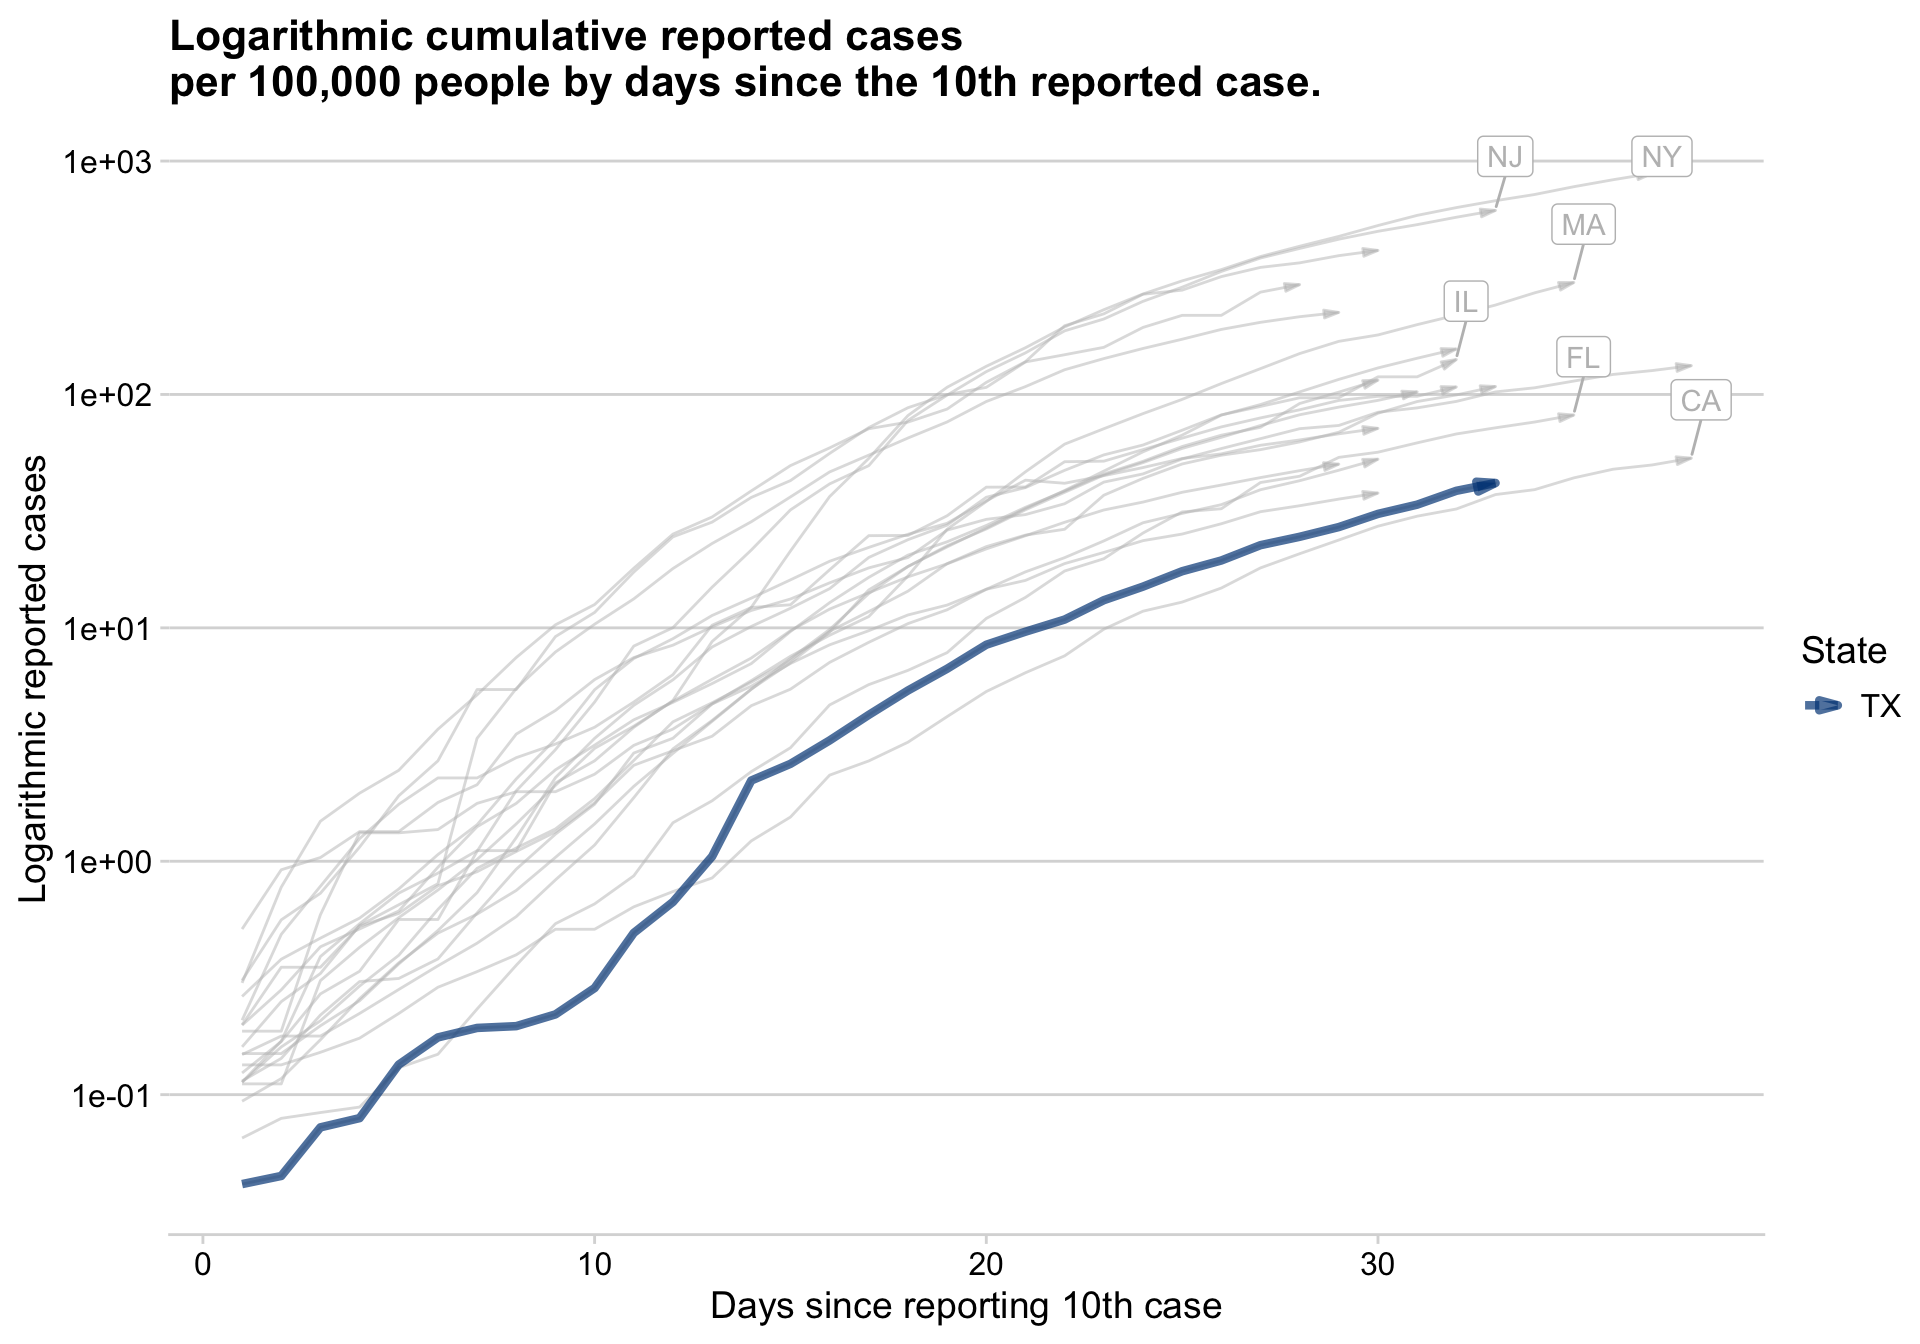 Logarithmic cumulative reported cases
per 100,000 people by days since the 10th reported case.
Logarithmic reported cases
1e+03
1e+02
1e+01
1e+00
1e-01
NJ
NY
MA
IL
FL
CA
State
TX
0
10
20
30
Days since reporting 10th case